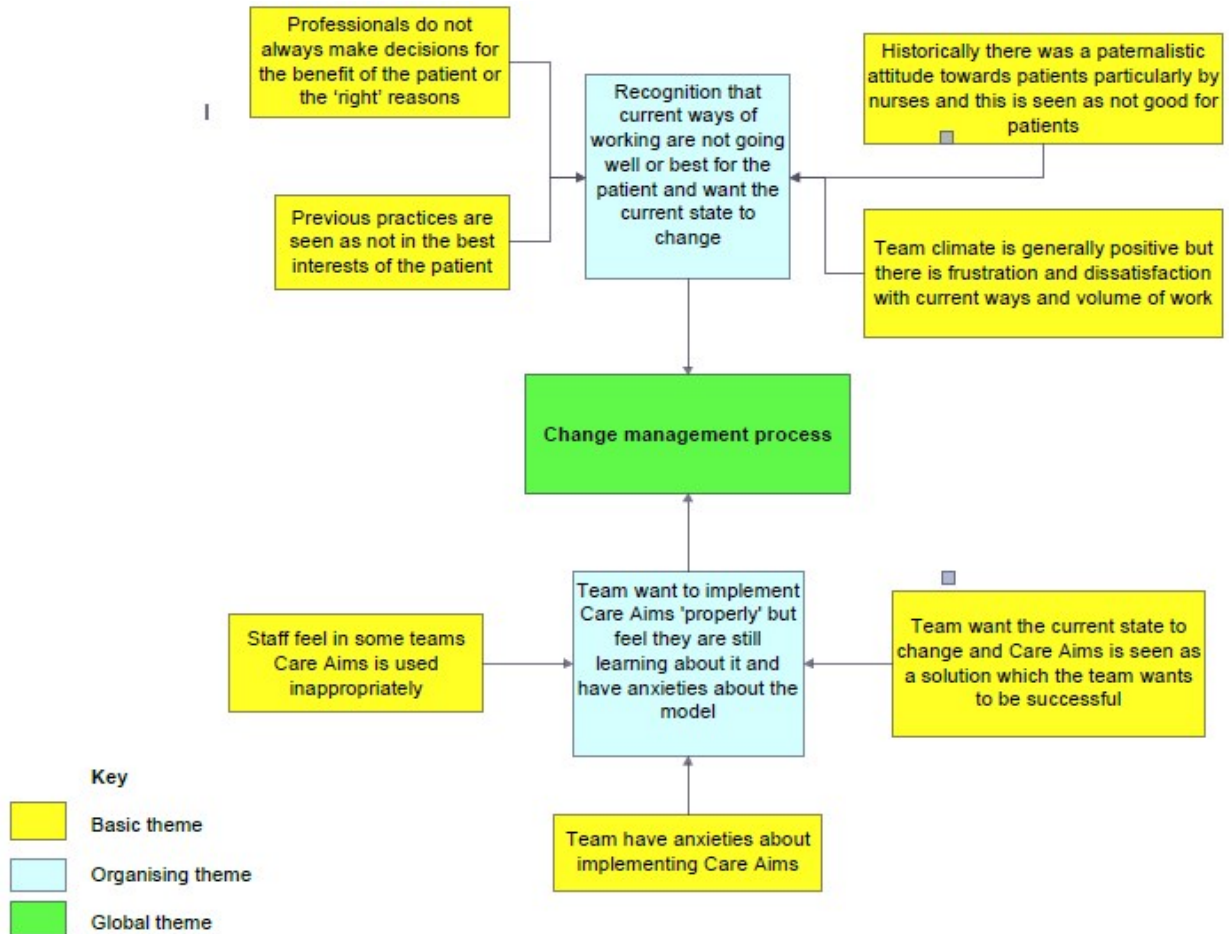 Professionals do not
always make decisions for
the benefit of the patient or
the ‘right’ reasons
Recognition that
current ways of
working are not going
well or best for the
patient and want the
current state to
change
Historically there was a paternalistic
attitude towards patients particularly by
nurses and this is seen as not good for
patients
Previous practices are
seen as not in the best
interests of the patient
Team climate is generally positive but
there is frustration and dissatisfaction
with current ways and volume of work
Change management process
Staff feel in some teams
Care Aims is used
inappropriately
Team want to implement
Care Aims 'properly' but
feel they are still
learning about it and
have anxieties about the
model
Team want the current state to
change and Care Aims is seen as
a solution which the team wants
to be successful
Team have anxieties about
implementing Care Aims
Key
Basic theme
Organising theme
Global theme